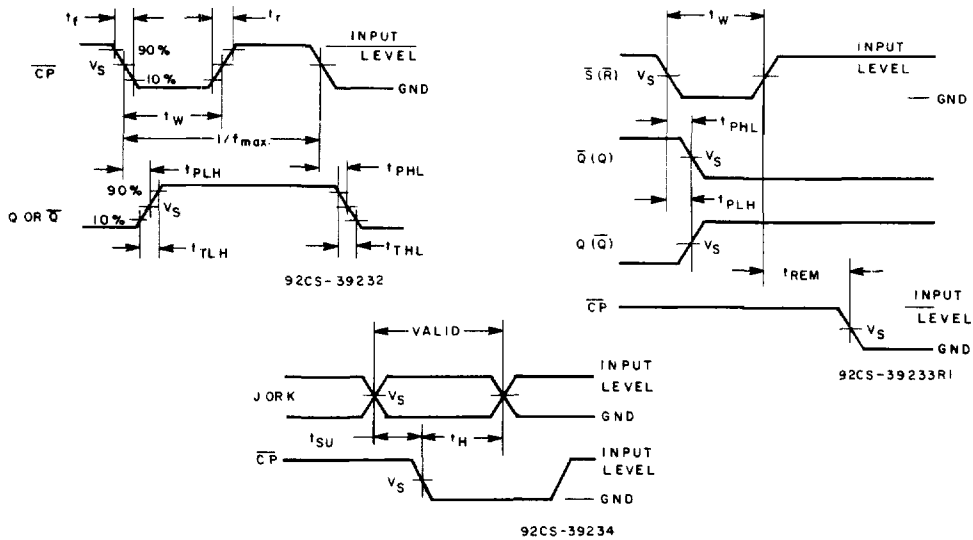 tf tr
90%
INPUT
LEVEL
CP VS
10%
GND
tW
1/fmax.
tPLH tPHL
90%
Q OR Q VS
10%
tTLH tTHL
92CS-39232
tW
INPUT
LEVEL
S(R) VS
GND
tPHL
Q(Q) VS
tPLH
Q(Q) VS
tREM
INPUT
CP LEVEL
VS
GND
92CS-39233R1
VALID
INPUT
J OR K VS LEVEL
GND
tSU tH
INPUT
CP LEVEL
VS
GND
92CS-39234